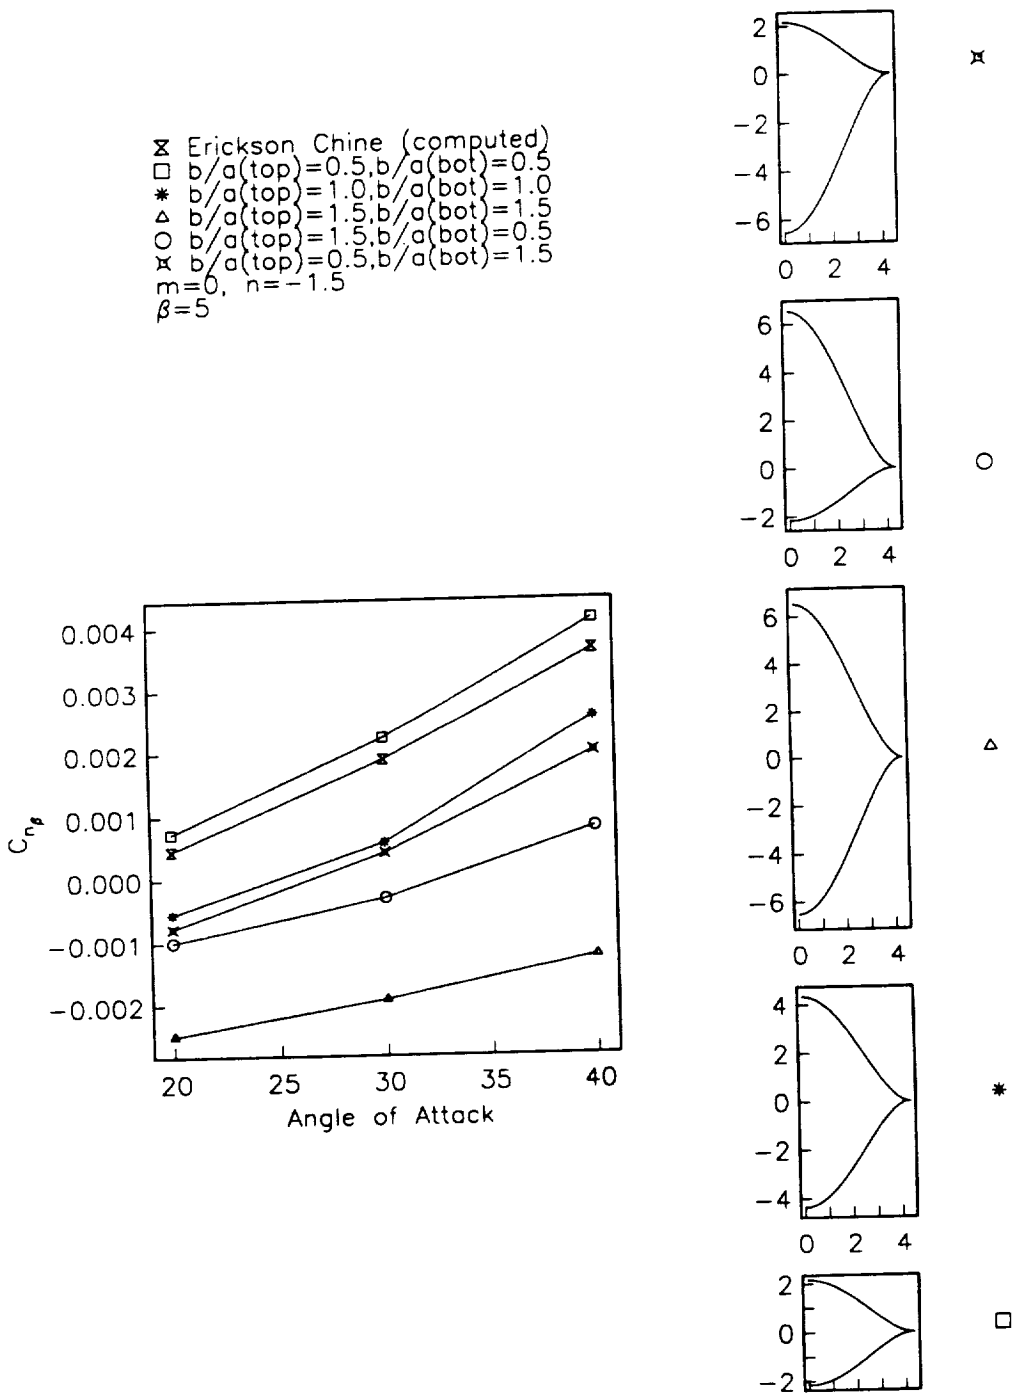 Erickson Chine (computed)
b/a(top)=0.5,b/a(bot)=0.5
b/a(top)=1.0,b/a(bot)=1.0
b/a(top)=1.5,b/a(bot)=1.5
b/a(top)=1.5,b/a(bot)=0.5
b/a(top)=0.5,b/a(bot)=1.5
m=0, n=−1.5
β=5
0.004
0.003
0.002
0.001
0.000
−0.001
−0.002
C_{n_β}
20 25 30 35 40
Angle of Attack
2
0
−2
−4
−6
0 2 4
6
4
2
0
−2
0 2 4
6
4
2
0
−2
−4
−6
0 2 4
4
2
0
−2
−4
0 2 4
2
0
−2